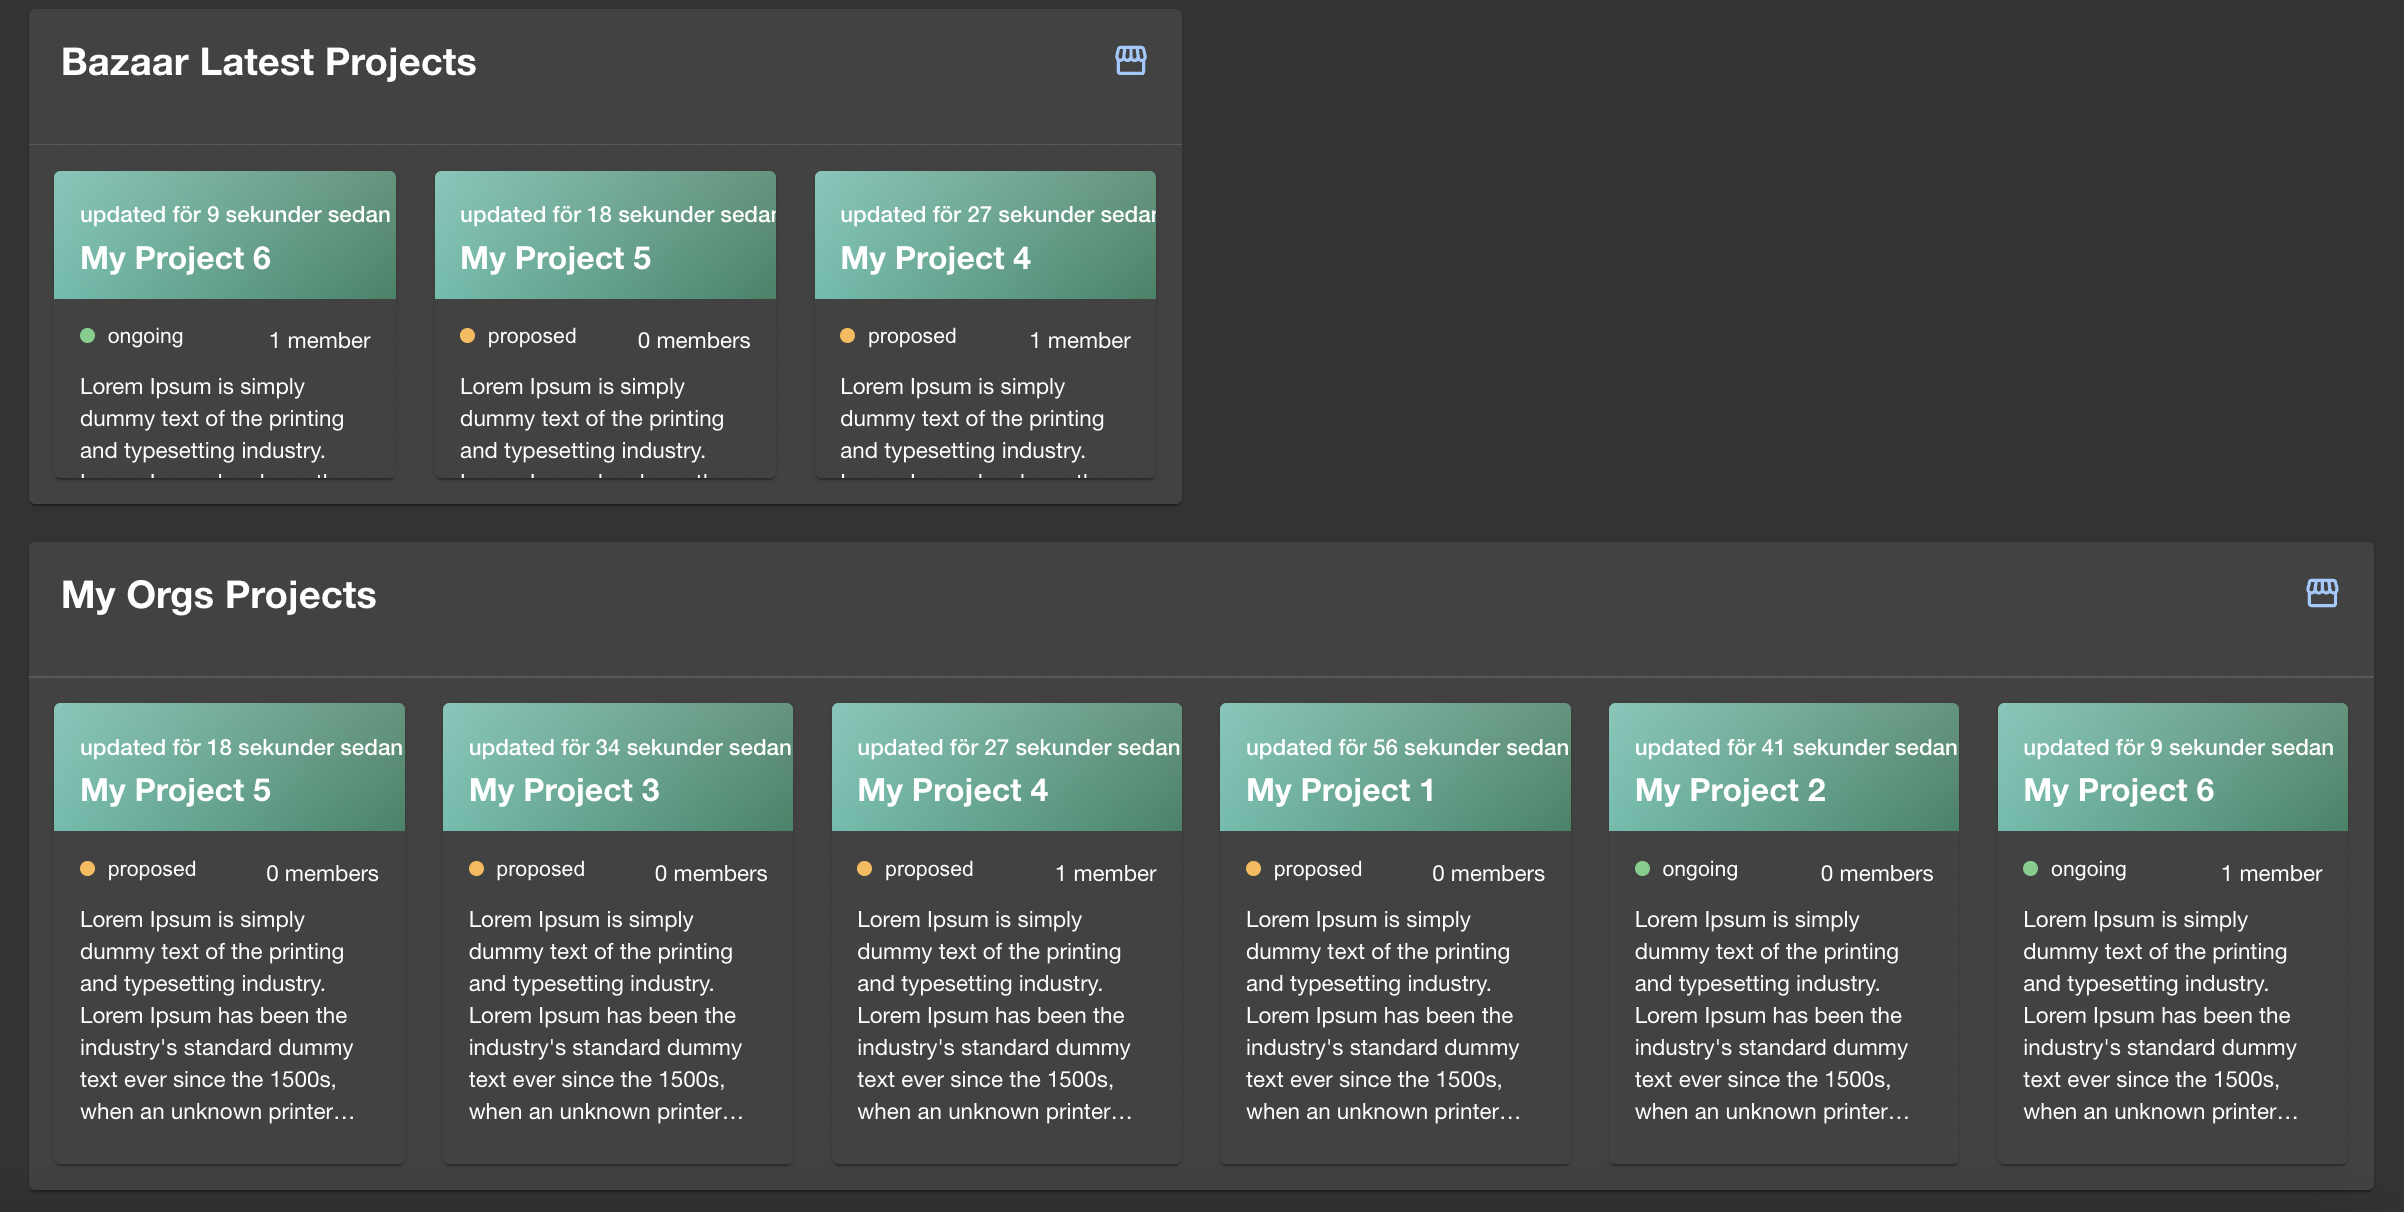 Bazaar Latest Projects
updated för 9 sekunder sedan
My Project 6
ongoing
1 member
Lorem Ipsum is simply
dummy text of the printing
and typesetting industry.
updated för 18 sekunder sedan
My Project 5
proposed
0 members
Lorem Ipsum is simply
dummy text of the printing
and typesetting industry.
updated för 27 sekunder sedan
My Project 4
proposed
1 member
Lorem Ipsum is simply
dummy text of the printing
and typesetting industry.
My Orgs Projects
updated för 18 sekunder sedan
My Project 5
proposed
0 members
Lorem Ipsum is simply
dummy text of the printing
and typesetting industry.
Lorem Ipsum has been the
industry's standard dummy
text ever since the 1500s,
when an unknown printer…
updated för 34 sekunder sedan
My Project 3
proposed
0 members
Lorem Ipsum is simply
dummy text of the printing
and typesetting industry.
Lorem Ipsum has been the
industry's standard dummy
text ever since the 1500s,
when an unknown printer…
updated för 27 sekunder sedan
My Project 4
proposed
1 member
Lorem Ipsum is simply
dummy text of the printing
and typesetting industry.
Lorem Ipsum has been the
industry's standard dummy
text ever since the 1500s,
when an unknown printer…
updated för 56 sekunder sedan
My Project 1
proposed
0 members
Lorem Ipsum is simply
dummy text of the printing
and typesetting industry.
Lorem Ipsum has been the
industry's standard dummy
text ever since the 1500s,
when an unknown printer…
updated för 41 sekunder sedan
My Project 2
ongoing
0 members
Lorem Ipsum is simply
dummy text of the printing
and typesetting industry.
Lorem Ipsum has been the
industry's standard dummy
text ever since the 1500s,
when an unknown printer…
updated för 9 sekunder sedan
My Project 6
ongoing
1 member
Lorem Ipsum is simply
dummy text of the printing
and typesetting industry.
Lorem Ipsum has been the
industry's standard dummy
text ever since the 1500s,
when an unknown printer…